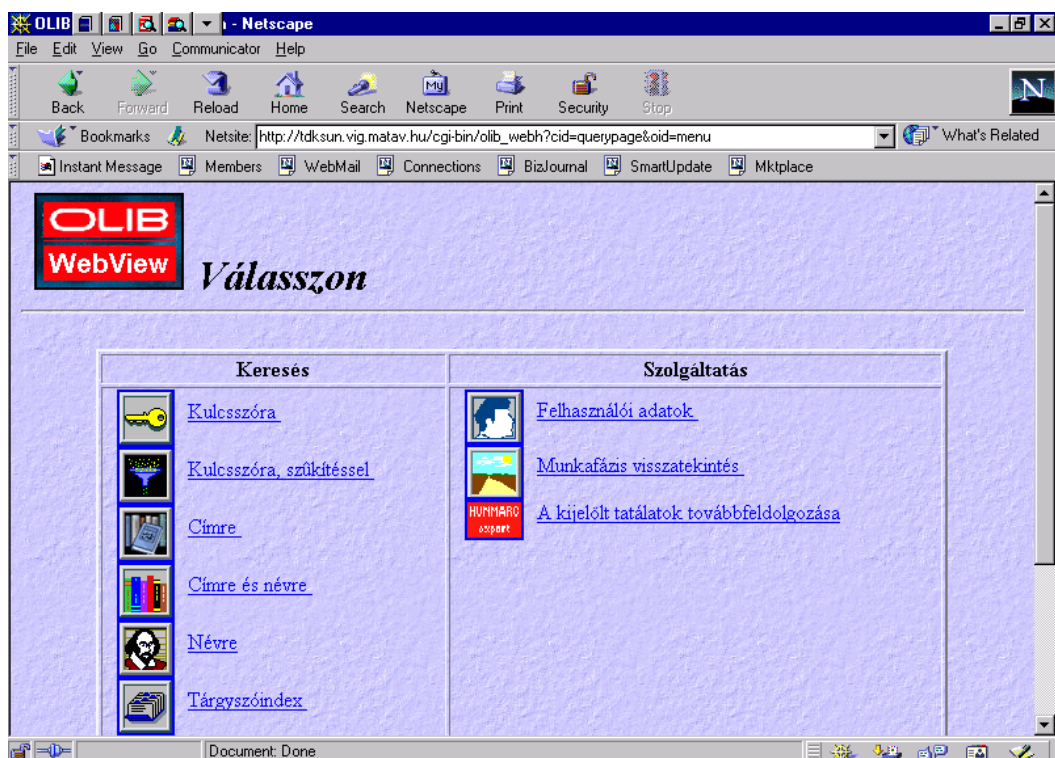 OLIB - Netscape
File Edit View Go Communicator Help
Back Forward Reload Home Search Netscape Print Security Stop
My
N
Bookmarks Netsite: http://tdksun.vig.matav.hu/cgi-bin/olib_webh?cid=querypage&oid=menu What's Related
Instant Message Members WebMail Connections BizJournal SmartUpdate Mktplace
OLIB
WebView
Válasszon
Keresés Szolgáltatás
Kulcsszóra Felhasználói adatok
Kulcsszóra, szûkítéssel Munkafázis visszatekintés
HUNMARC
export
Címre A kijelőlt tatálatok továbbfeldolgozása
Címre és névre
Névre
Tárgyszóindex
Document: Done